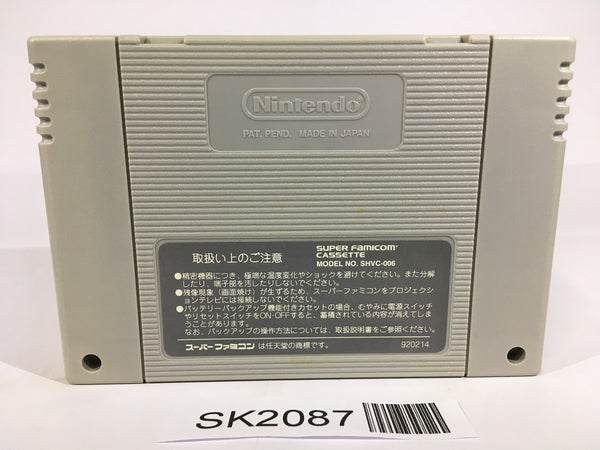 Nintendo
PAT. PEND. MADE IN JAPAN
取扱い上のご注意
SUPER FAMICOM
CASSETTE
MODEL NO. SHVC-006
●精密機器につき、極端な温度変化やショックを避けてください。また分解
したり、端子部を汚したりしないでください。
●残像現象（画面焼け）が生ずるため、スーパーファミコンをプロジェクシ
ョンテレビには接続しないでください。
●バッテリーバックアップ機能付きカセットの場合、むやみに電源スイッチ
やリセットスイッチをON・OFFすると、蓄積されている内容が消えてしま
うことがあります。
なお、バックアップの操作方法については、取扱説明書をご参照ください。
スーパーファミコン は任天堂の商標です。
920214
SK2087